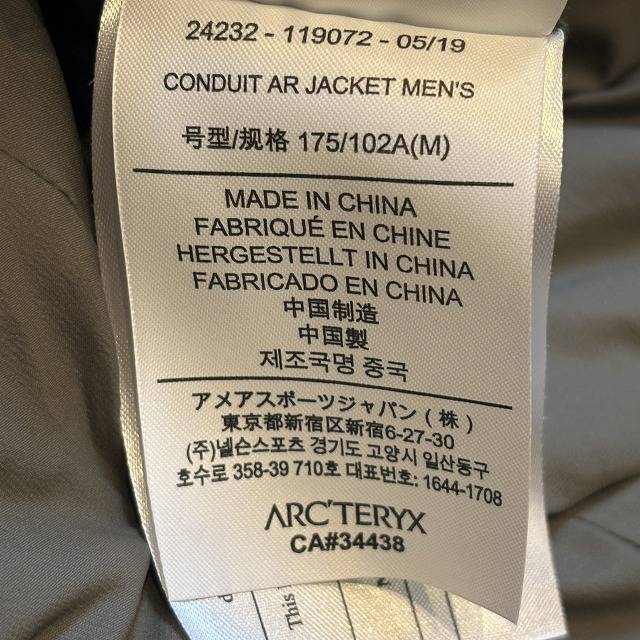 24232 - 119072 - 05/19
CONDUIT AR JACKET MEN'S
号型/规格 175/102A(M)
MADE IN CHINA
FABRIQUÉ EN CHINE
HERGESTELLT IN CHINA
FABRICADO EN CHINA
中国制造
中国製
제조국명 중국
アメアスポーツジャパン(株)
東京都新宿区新宿6-27-30
(주)넬슨스포츠 경기도 고양시 일산동구
호수로 358-39 710호 대표번호: 1644-1708
ARC'TERYX
CA#34438
This